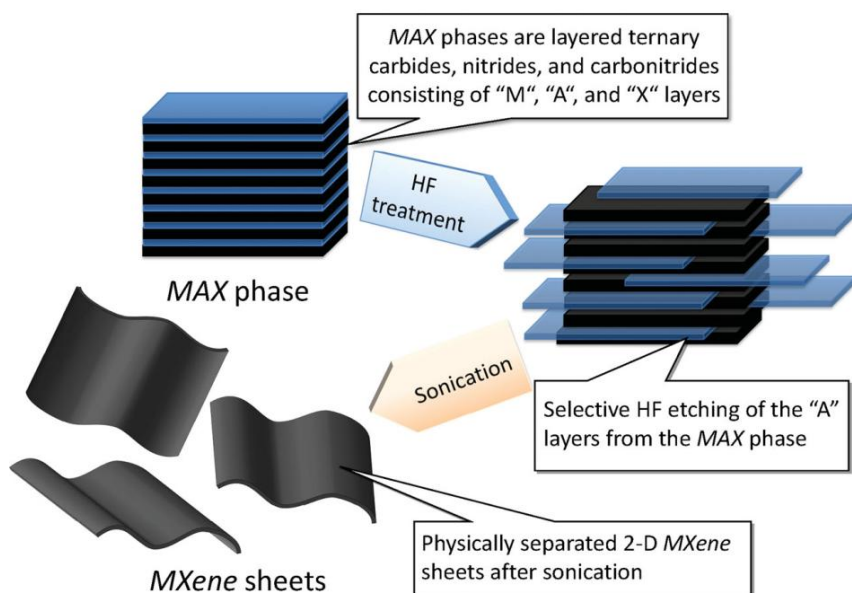 MAX phases are layered ternary
carbides, nitrides, and carbonitrides
consisting of “M“, “A“, and “X“ layers
HF
treatment
MAX phase
Sonication
Selective HF etching of the “A”
layers from the MAX phase
Physically separated 2-D MXene
sheets after sonication
MXene sheets